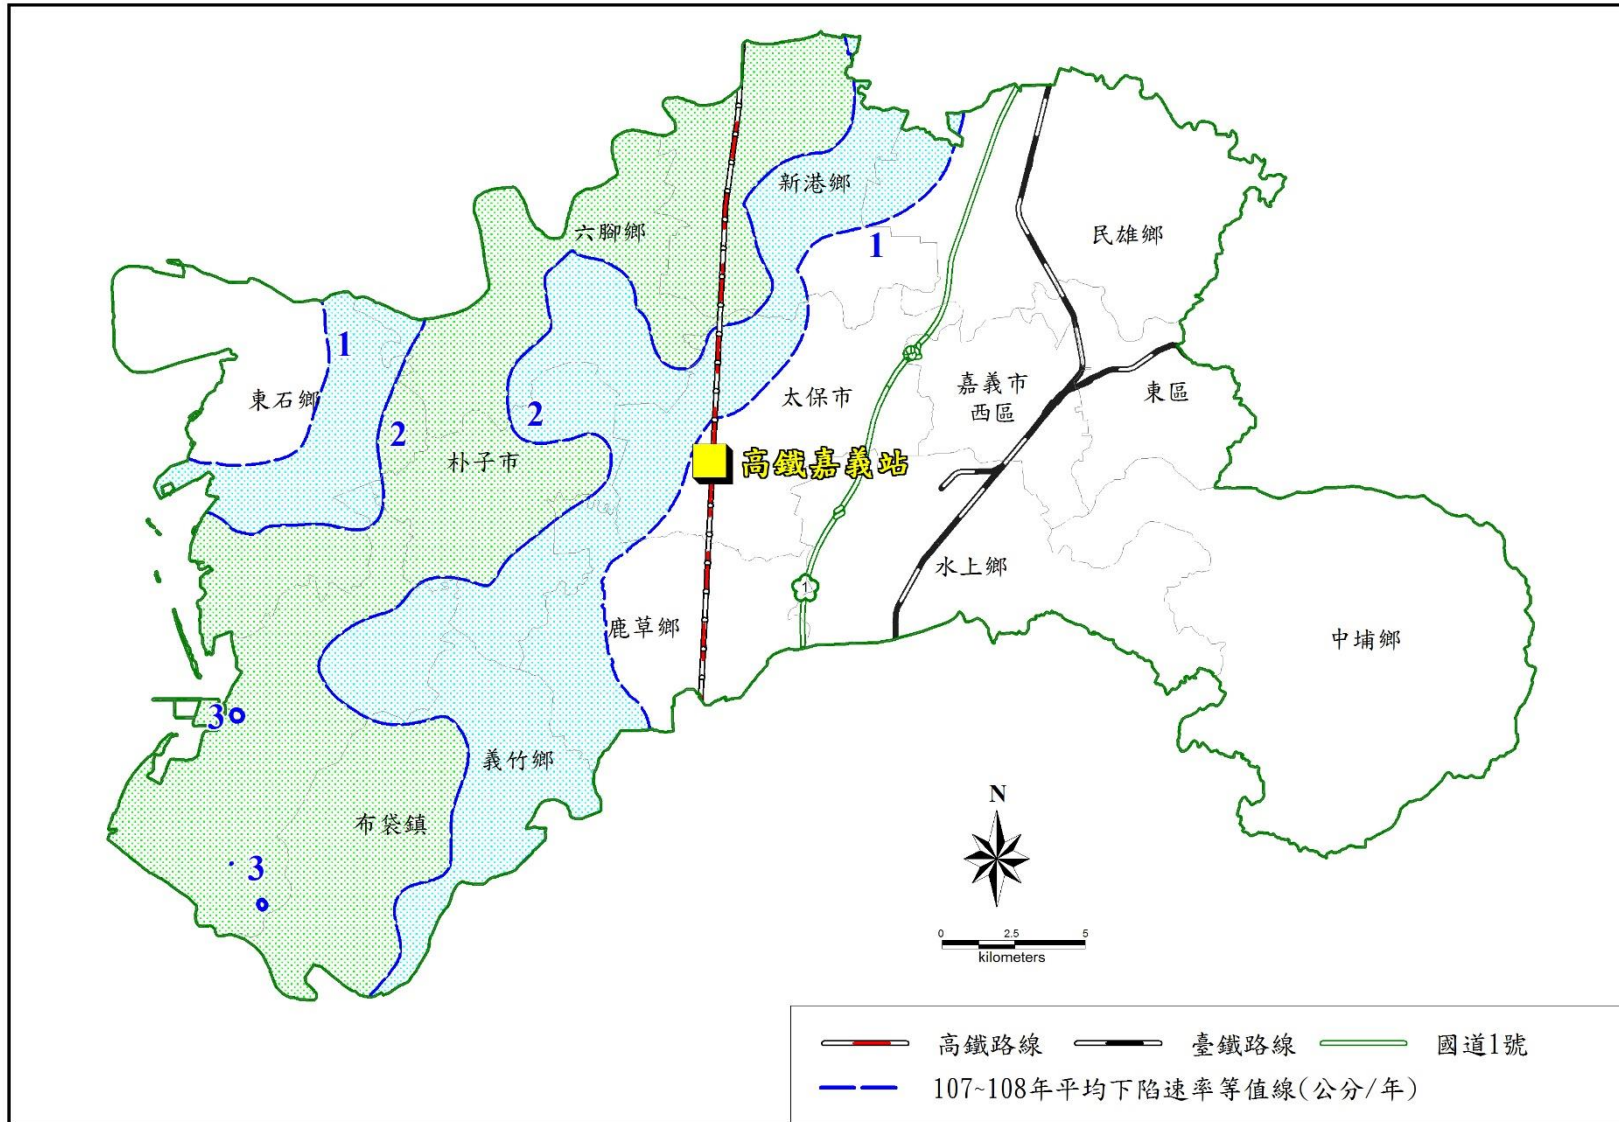 新港鄉
民雄鄉
六腳鄉
1
1
2
2
東石鄉
太保市
嘉義市
西區
東區
朴子市
高鐵嘉義站
水上鄉
1
鹿草鄉
中埔鄉
3
義竹鄉
布袋鎮
3
N
0 2.5 5
kilometers
高鐵路線 臺鐵路線 國道1號
107~108年平均下陷速率等值線(公分/年)